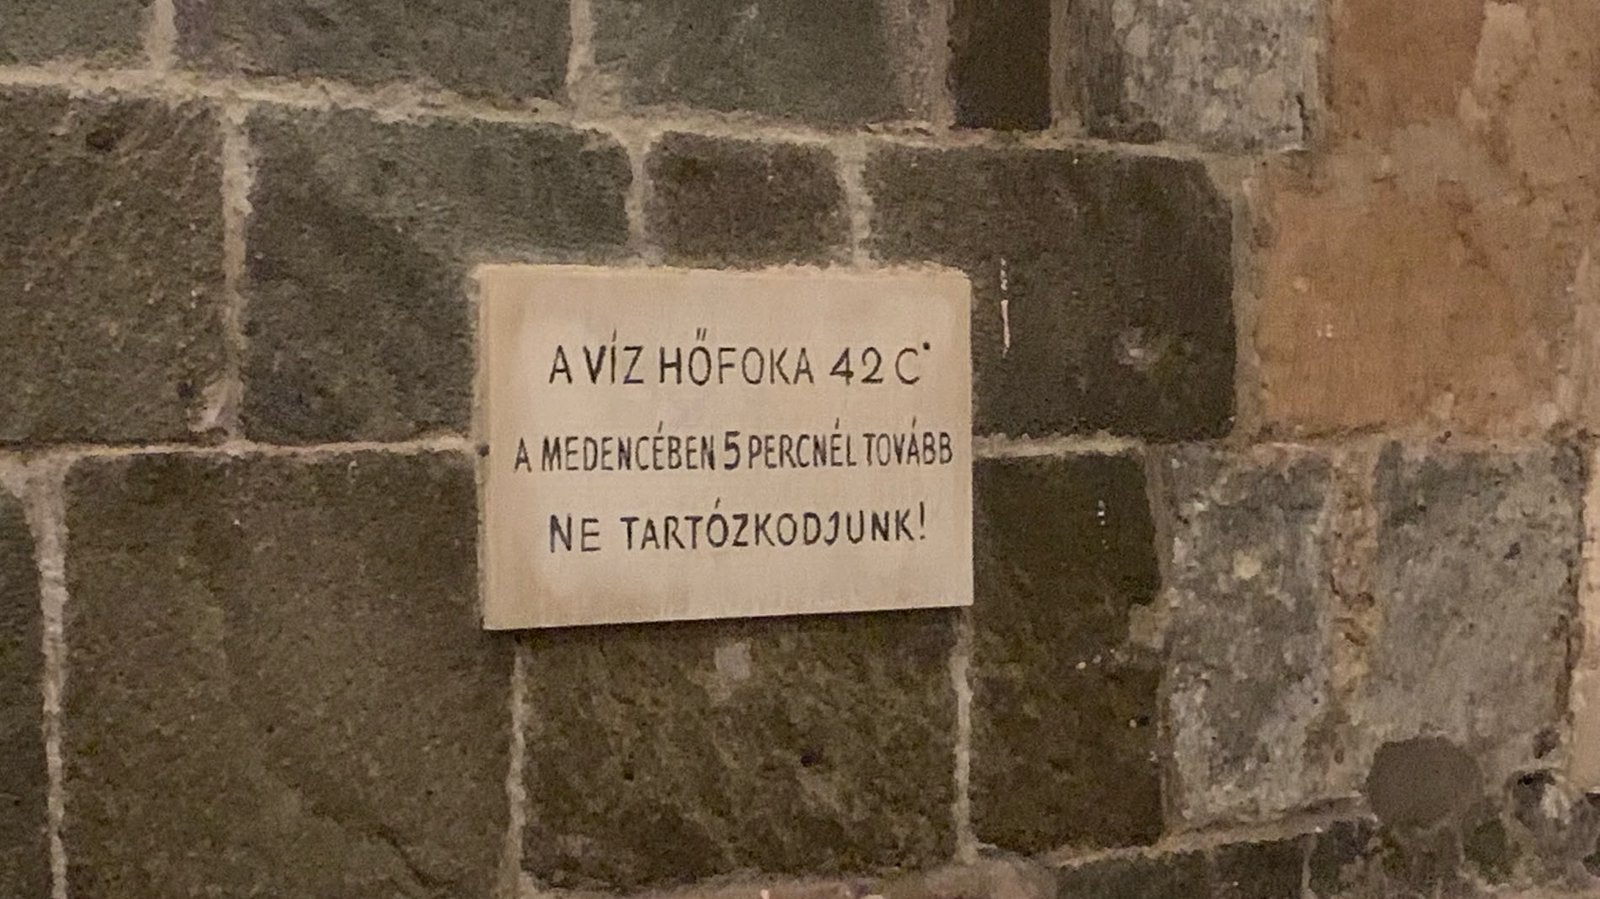 A VÍZ HŐFOKA 42 C°
A MEDENCÉBEN 5 PERCNÉL TOVÁBB
NE TARTÓZKODJUNK!